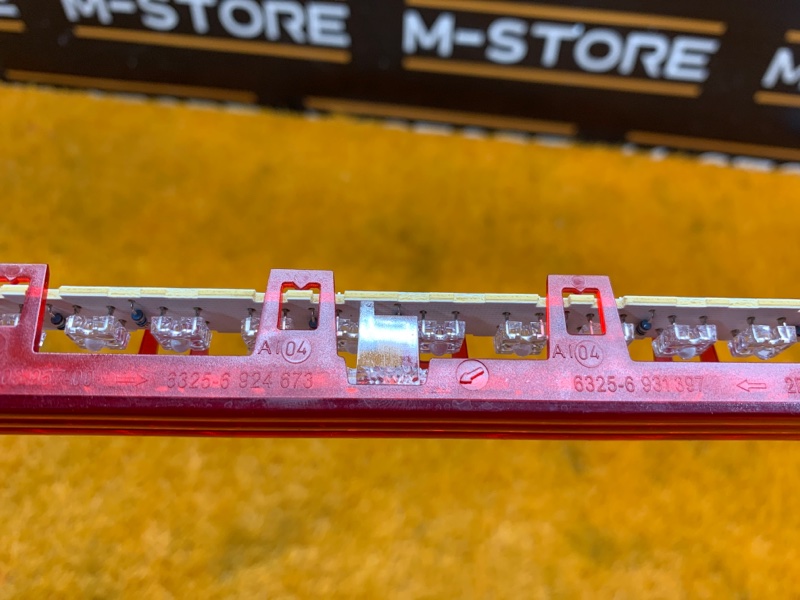 M-STORE
M-STORE
A I 04
A I 04
6325-6 924 673
6325-6 931 397